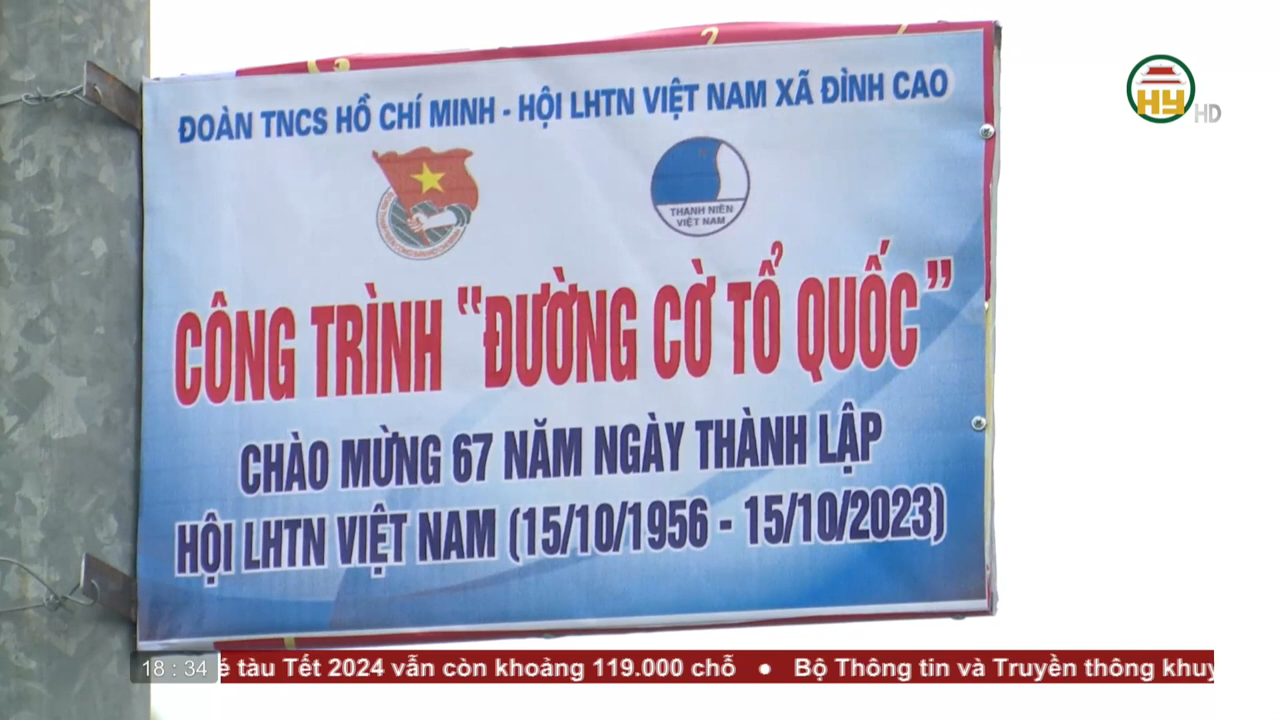 ĐOÀN TNCS HỒ CHÍ MINH - HỘI LHTN VIỆT NAM XÃ ĐÌNH CAO
THANH NIÊN
VIỆT NAM
CÔNG TRÌNH "ĐƯỜNG CỜ TỔ QUỐC"
CHÀO MỪNG 67 NĂM NGÀY THÀNH LẬP
HỘI LHTN VIỆT NAM (15/10/1956 - 15/10/2023)
HY HD
18 : 34 é tàu Tết 2024 vẫn còn khoảng 119.000 chỗ ● Bộ Thông tin và Truyền thông khuy